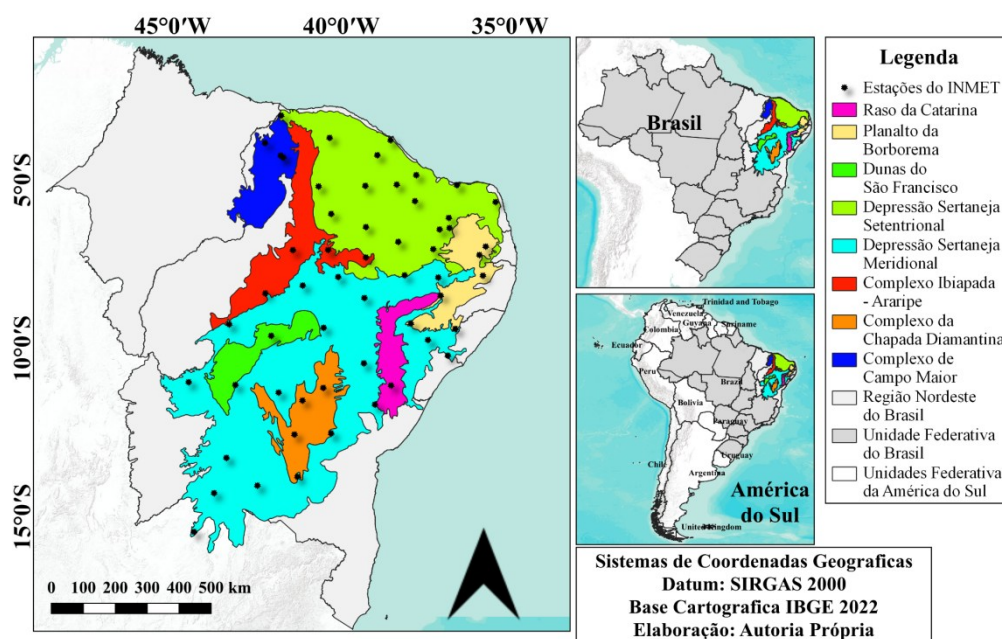 45°0′W 40°0′W 35°0′W
5°0′S
10°0′S
15°0′S
0 100 200 300 400 500 km
Brasil
Trinidad and Tobago
Venezuela
Guyana
Suriname
Colombia
Ecuador
Peru
Brazil
Bolivia
Paraguay
Uruguay
Chile
Argentina
United Kingdom
América
do Sul
Legenda
Estações do INMET
Raso da Catarina
Planalto da
Borborema
Dunas do
São Francisco
Depressão Sertaneja
Setentrional
Depressão Sertaneja
Meridional
Complexo Ibiapada
- Araripe
Complexo da
Chapada Diamantina
Complexo de
Campo Maior
Região Nordeste
do Brasil
Unidade Federativa
do Brasil
Unidades Federativa
da América do Sul
Sistemas de Coordenadas Geograficas
Datum: SIRGAS 2000
Base Cartografica IBGE 2022
Elaboração: Autoria Própria